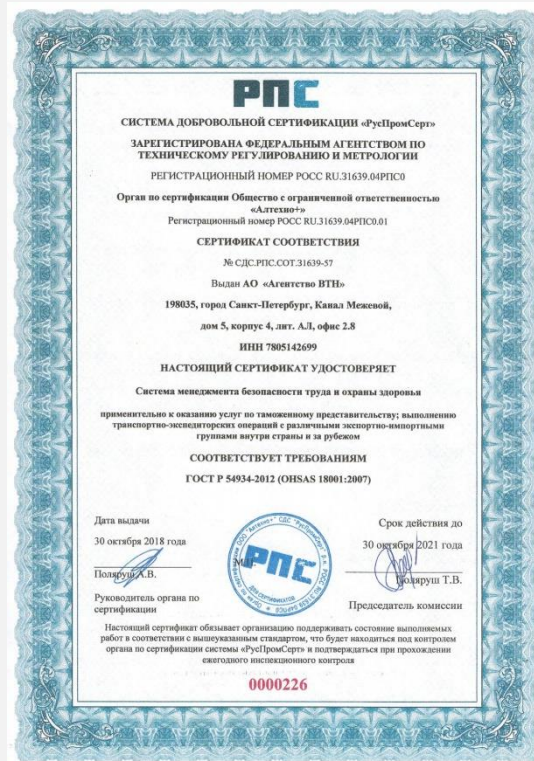 РПС
СИСТЕМА ДОБРОВОЛЬНОЙ СЕРТИФИКАЦИИ «РусПромСерт»
ЗАРЕГИСТРИРОВАНА ФЕДЕРАЛЬНЫМ АГЕНТСТВОМ ПО
ТЕХНИЧЕСКОМУ РЕГУЛИРОВАНИЮ И МЕТРОЛОГИИ
РЕГИСТРАЦИОННЫЙ НОМЕР РОСС RU.31639.04РПС0
Орган по сертификации Общество с ограниченной ответственностью
«Алтехно+»
Регистрационный номер РОСС RU.31639.04РПС0.01
СЕРТИФИКАТ СООТВЕТСТВИЯ
№ СДС.РПС.СОТ.31639-57
Выдан АО «Агентство ВТН»
198035, город Санкт-Петербург, Канал Межевой,
дом 5, корпус 4, лит. АЛ, офис 2.8
ИНН 7805142699
НАСТОЯЩИЙ СЕРТИФИКАТ УДОСТОВЕРЯЕТ
Система менеджмента безопасности труда и охраны здоровья
применительно к оказанию услуг по таможенному представительству; выполнению
транспортно-экспедиторских операций с различными экспортно-импортными
группами внутри страны и за рубежом
СООТВЕТСТВУЕТ ТРЕБОВАНИЯМ
ГОСТ Р 54934-2012 (OHSAS 18001:2007)
Дата выдачи
30 октября 2018 года
Поляруш А.В.
Руководитель органа по
сертификации
РПС
ДЛЯ СЕРТИФИКАТОВ
Срок действия до
30 октября 2021 года
Поляруш Т.В.
Председатель комиссии
Настоящий сертификат обязывает организацию поддерживать состояние выполняемых
работ в соответствии с вышеуказанным стандартом, что будет находиться под контролем
органа по сертификации системы «РусПромСерт» и подтверждаться при прохождении
ежегодного инспекционного контроля
0000226